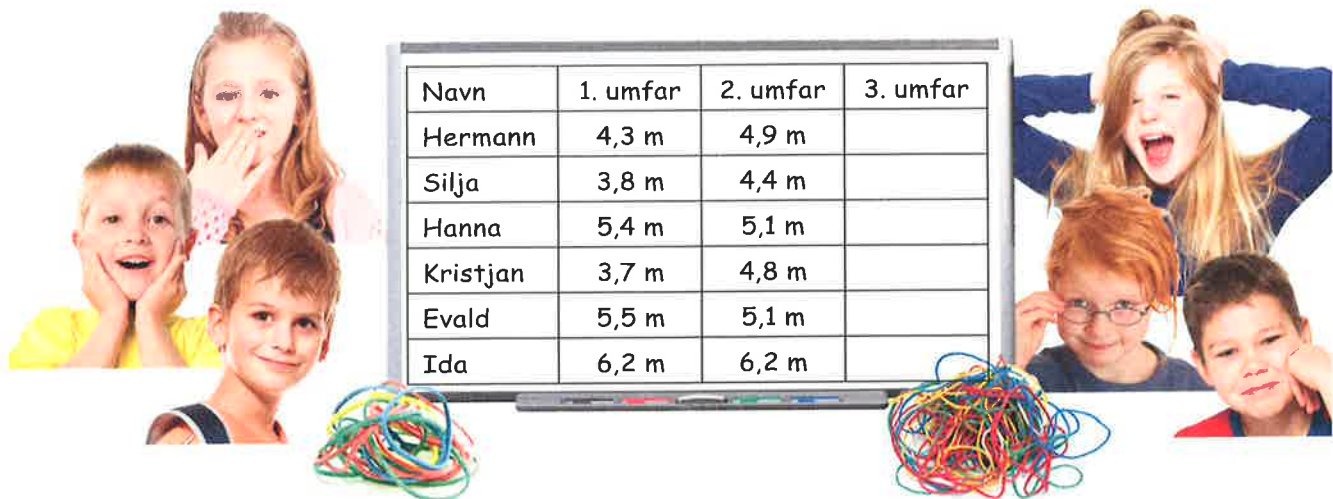 Navn 1. umfar 2. umfar 3. umfar
Hermann 4,3 m 4,9 m
Silja 3,8 m 4,4 m
Hanna 5,4 m 5,1 m
Kristjan 3,7 m 4,8 m
Evald 5,5 m 5,1 m
Ida 6,2 m 6,2 m